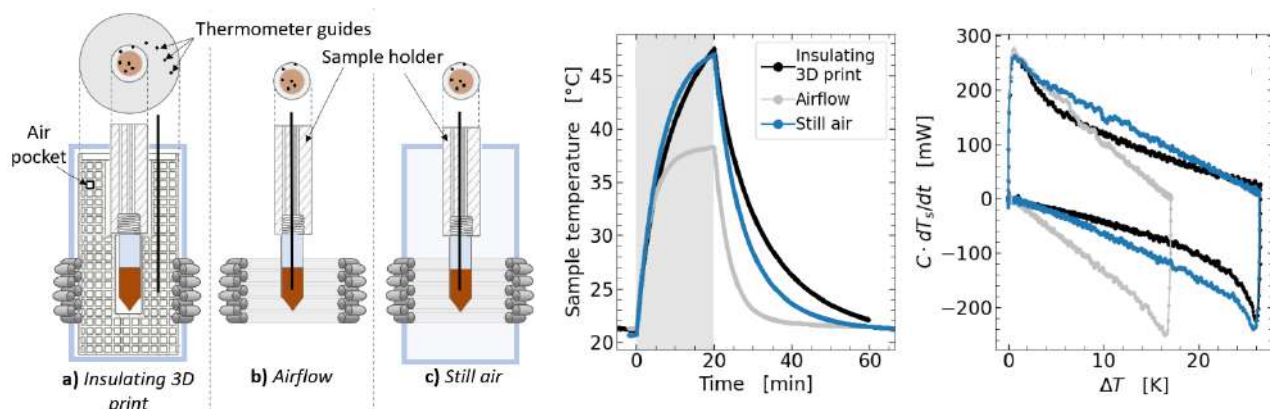 Thermometer guides
Sample holder
Air
pocket
a) Insulating 3D
print
b) Airflow
c) Still air
Sample temperature [°C]
45
40
35
30
25
20
0
20
40
60
Time [min]
Insulating
3D print
Airflow
Still air
C · dTs/dt [mW]
300
200
100
0
−100
−200
0
10
20
ΔT [K]